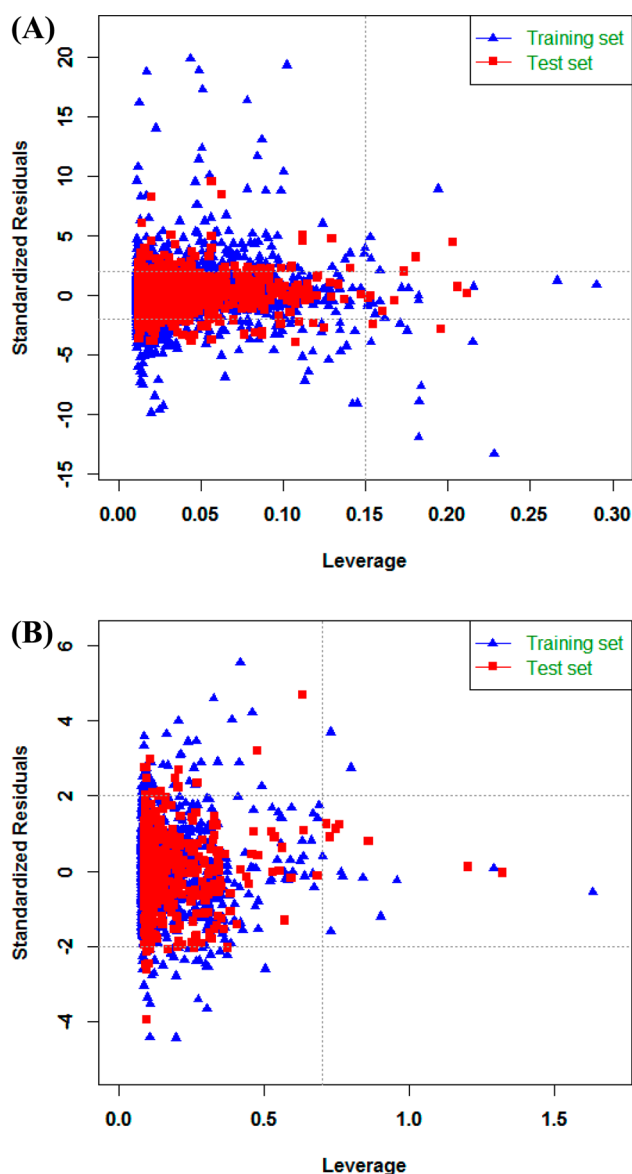 (A)
Training set
Test set
20
15
10
5
0
-5
-10
-15
Standardized Residuals
0.00 0.05 0.10 0.15 0.20 0.25 0.30
Leverage
(B)
Training set
Test set
6
4
2
0
-2
-4
Standardized Residuals
0.0 0.5 1.0 1.5
Leverage